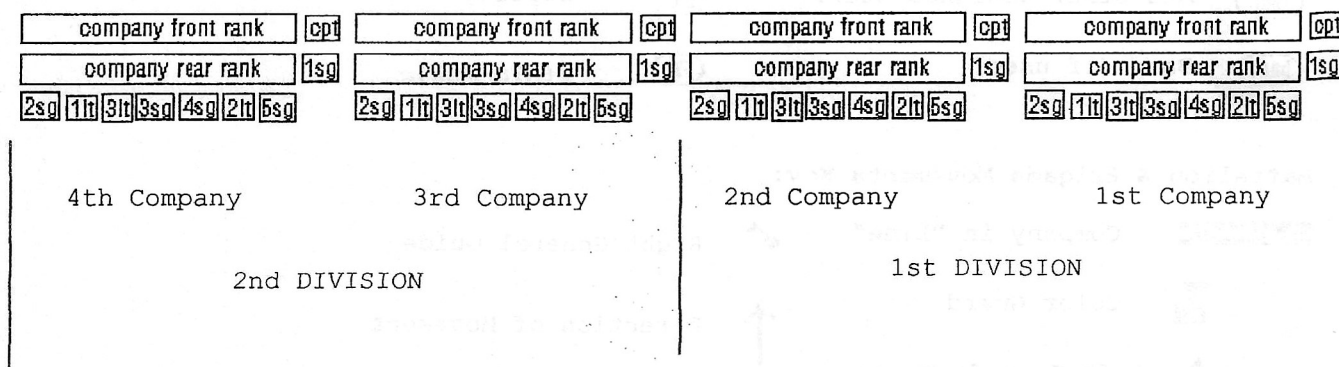 company front rank cpt company front rank cpt company front rank cpt company front rank cpt
company rear rank 1sg company rear rank 1sg company rear rank 1sg company rear rank 1sg
2sg 1lt 3lt 3sg 4sg 2lt 5sg 2sg 1lt 3lt 3sg 4sg 2lt 5sg 2sg 1lt 3lt 3sg 4sg 2lt 5sg 2sg 1lt 3lt 3sg 4sg 2lt 5sg
4th Company 3rd Company 2nd Company 1st Company
2nd DIVISION 1st DIVISION